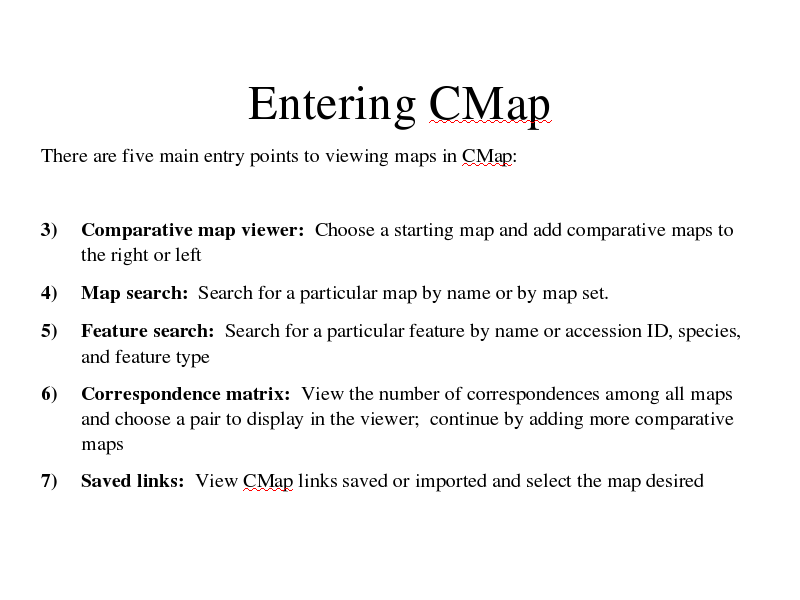 Entering CMap
There are five main entry points to viewing maps in CMap:
3) Comparative map viewer: Choose a starting map and add comparative maps to
the right or left
4) Map search: Search for a particular map by name or by map set.
5) Feature search: Search for a particular feature by name or accession ID, species,
and feature type
6) Correspondence matrix: View the number of correspondences among all maps
and choose a pair to display in the viewer; continue by adding more comparative
maps
7) Saved links: View CMap links saved or imported and select the map desired